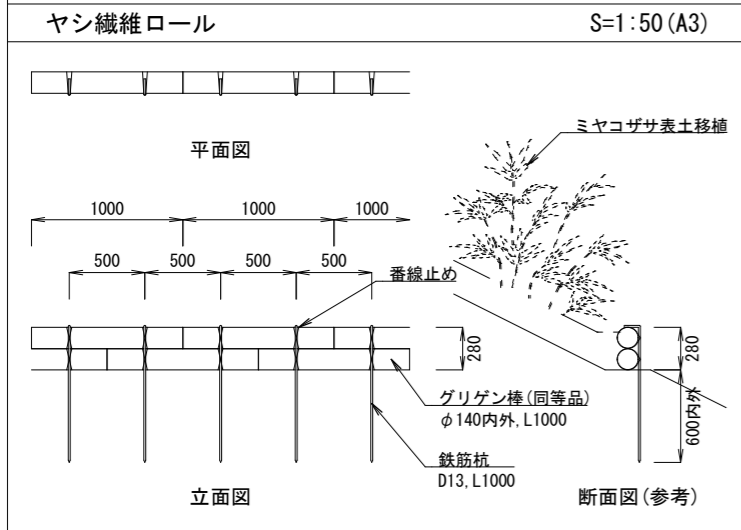 ヤシ繊維ロール S=1:50(A3)
平面図
ミヤコザサ表土移植
1000 1000 1000
500 500 500 500
番線止め
280
280
グリゲン棒(同等品)
φ140内外,L1000
600内外
鉄筋杭
D13,L1000
立面図
断面図(参考)